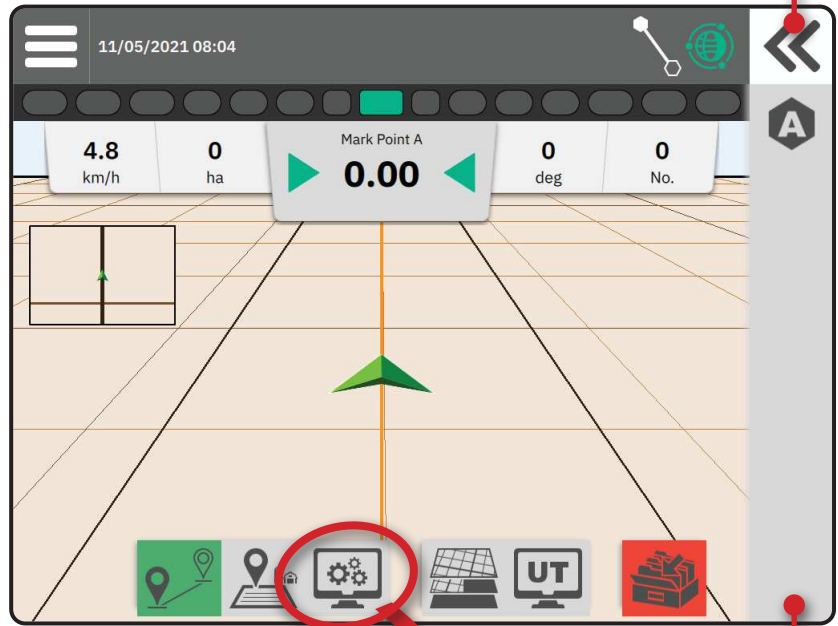 11/05/2021 08:04
A
Mark Point A
4.8
km/h
0
ha
0.00
0
deg
0
No.
UT